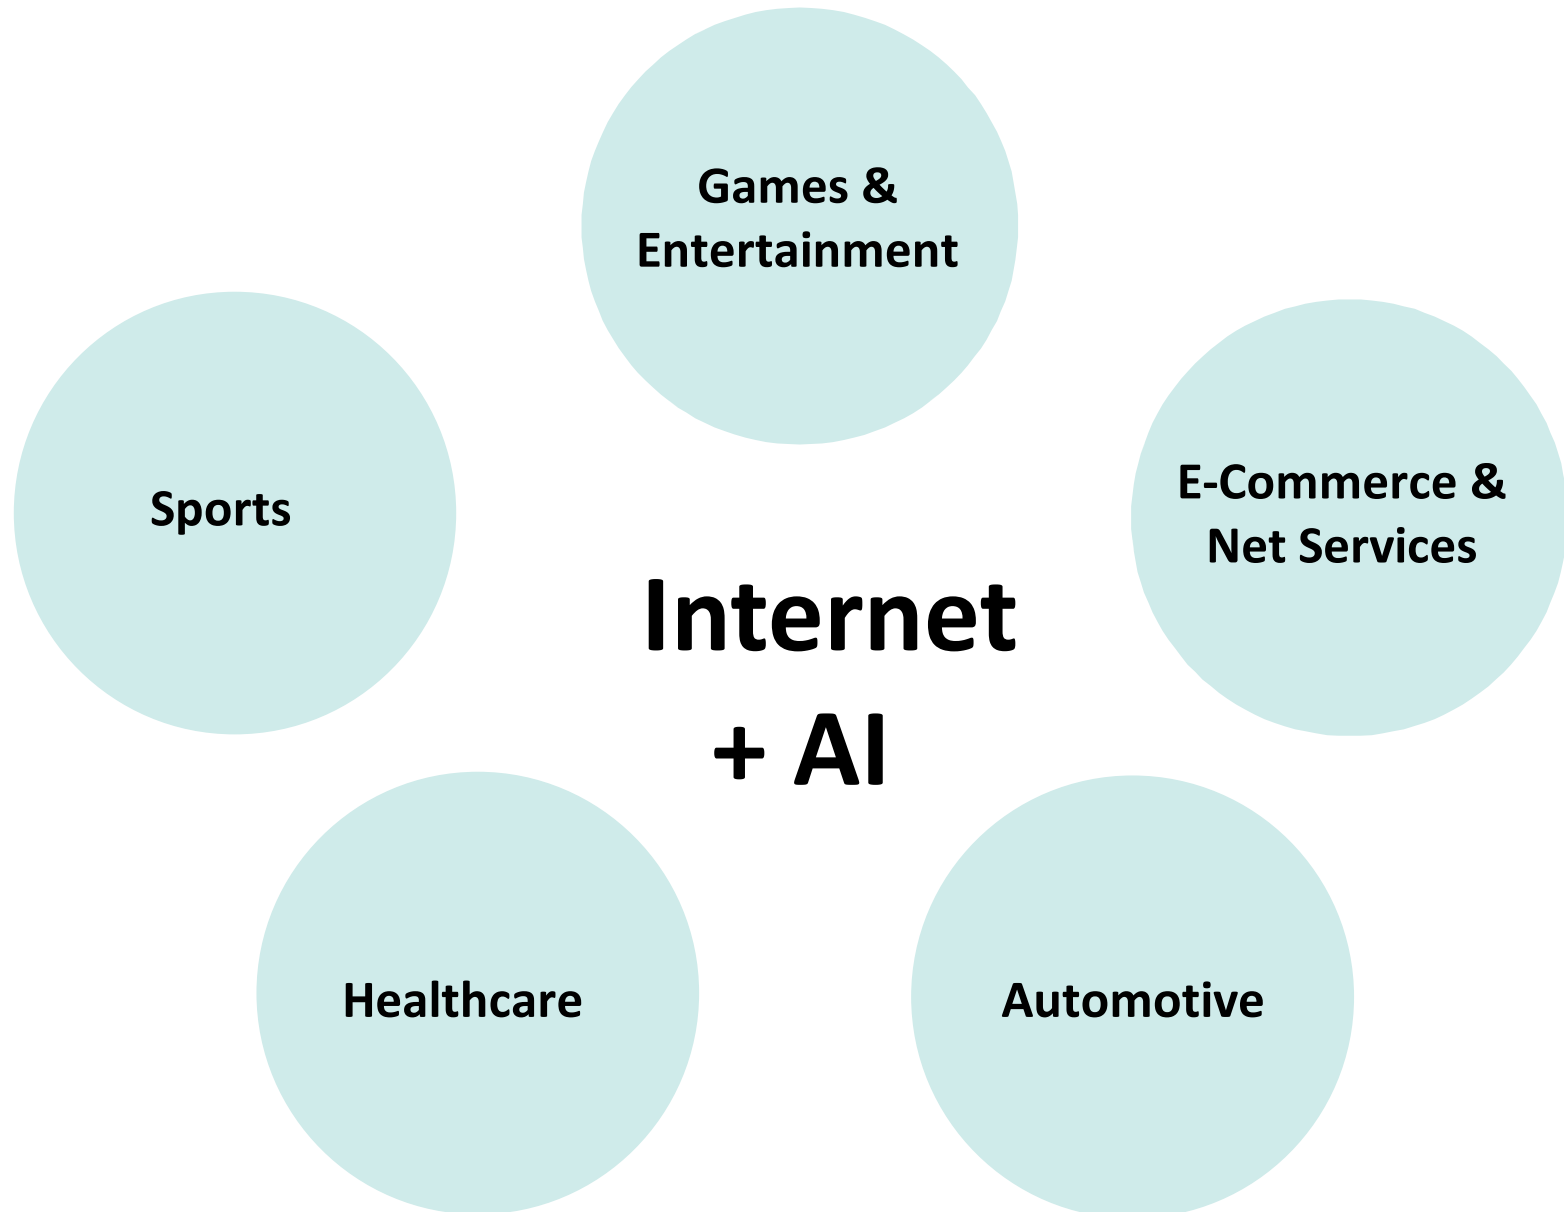 Games &
Entertainment
Sports
E-Commerce &
Net Services
Internet
+ AI
Healthcare
Automotive